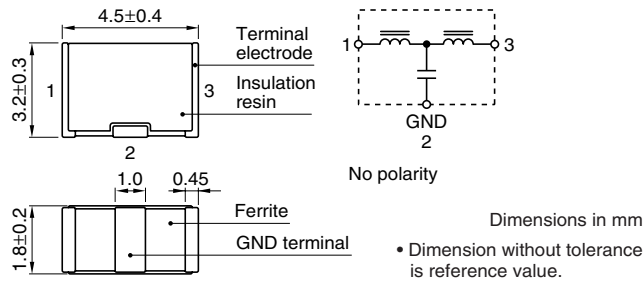 4.5±0.4
3.2±0.3
1
Terminal
electrode
3
Insulation
resin
2
1
3
GND
2
No polarity
1.0
0.45
1.8±0.2
Ferrite
GND terminal
Dimensions in mm
• Dimension without tolerance
is reference value.